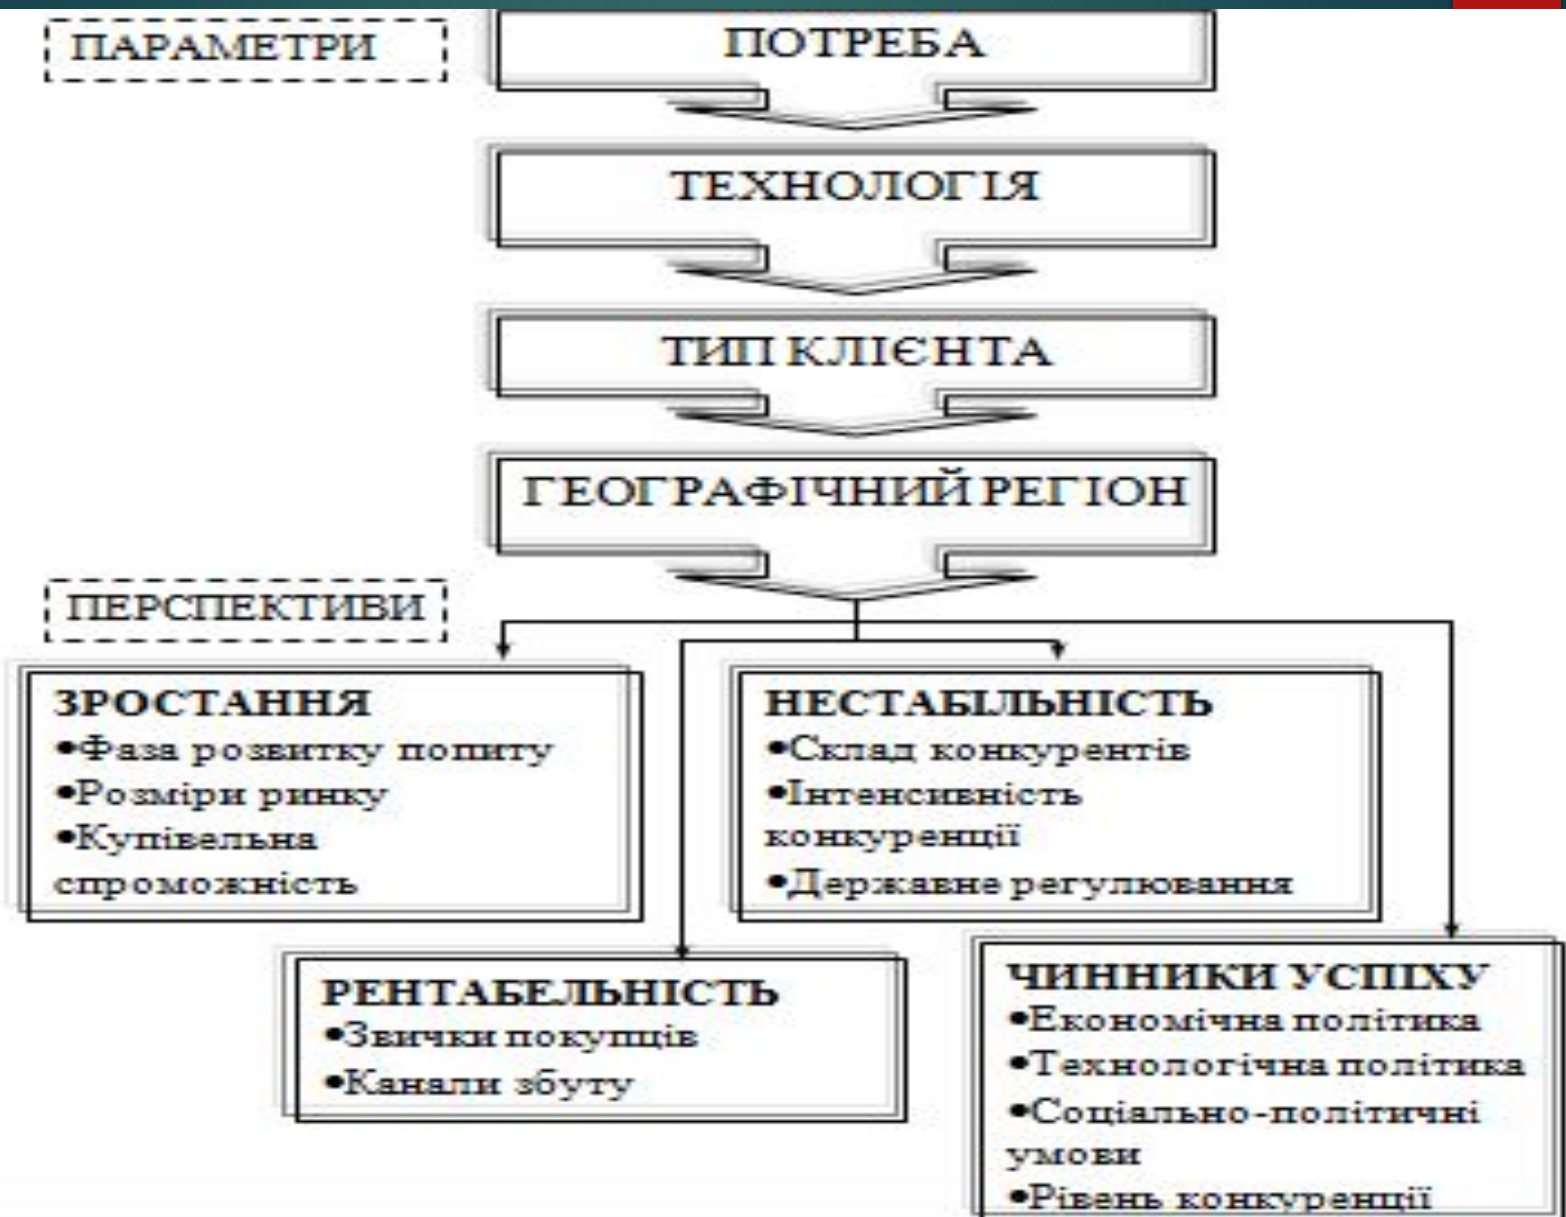 ПАРАМЕТРИ
ПОТРЕБА
ТЕХНОЛОГІЯ
ТИП КЛІЄНТА
ГЕОГРАФІЧНИЙ РЕГІОН
ПЕРСПЕКТИВИ
ЗРОСТАННЯ
•Фаза розвитку попиту
•Розміри ринку
•Купівельна
спроможність
НЕСТАБІЛЬНІСТЬ
•Склад конкурентів
•Інтенсивність
конкуренції
•Державне регулювання
РЕНТАБЕЛЬНІСТЬ
•Звички покупців
•Канали збуту
ЧИННИКИ УСПІХУ
•Економічна політика
•Технологічна політика
•Соціально-політичні
умови
•Рівень конкуренції